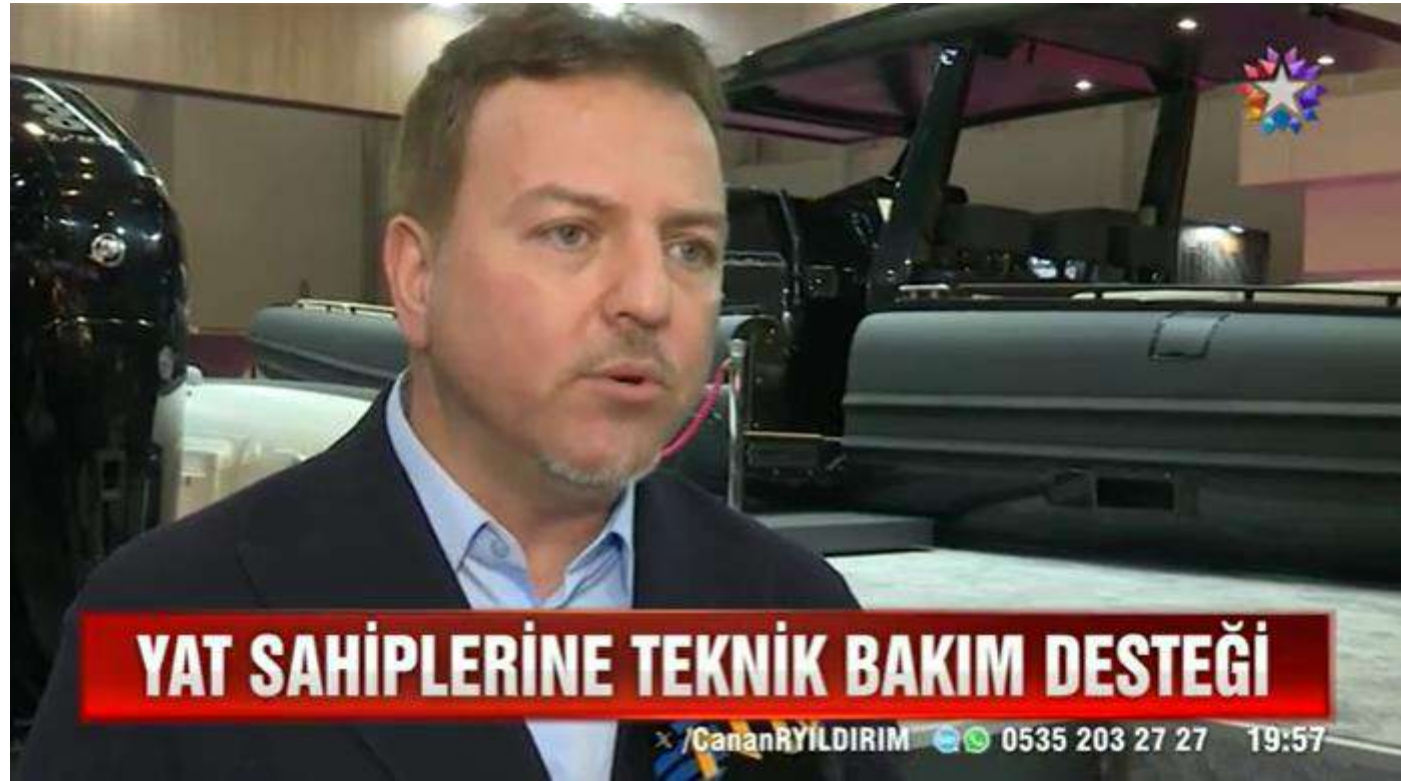 YAT SAHİPLERİNE TEKNİK BAKIM DESTEĞİ
/CananRYILDIRIM 0535 203 27 27 19:57